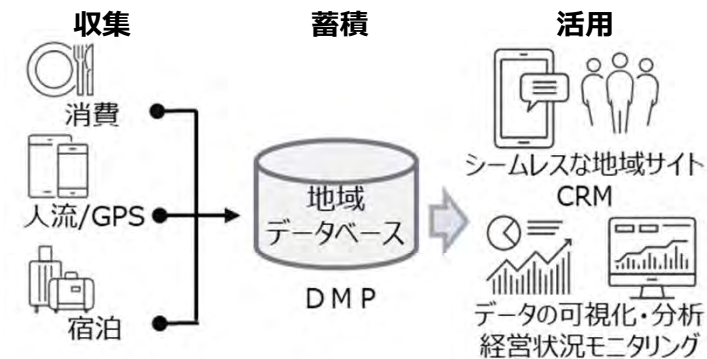 収集
蓄積
活用
消費
人流/GPS
宿泊
地域
データベース
DMP
シームレスな地域サイト
CRM
データの可視化・分析
経営状況モニタリング